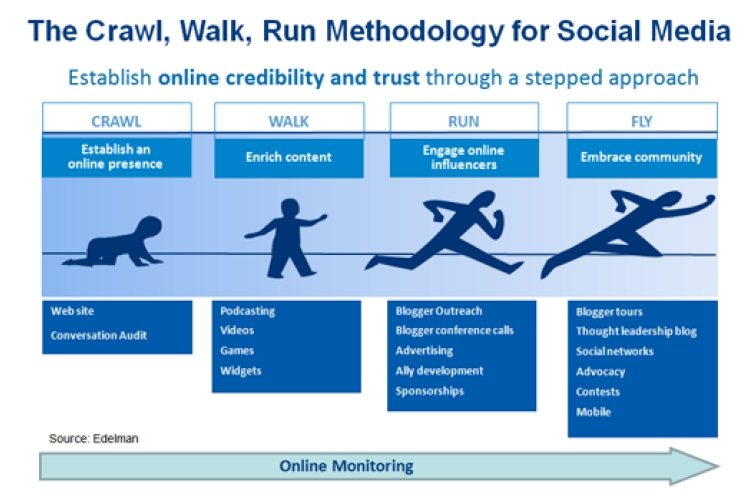 The Crawl, Walk, Run Methodology for Social Media
Establish online credibility and trust through a stepped approach
CRAWL
Establish an
online presence
Web site
Conversation Audit
WALK
Enrich content
Podcasting
Videos
Games
Widgets
RUN
Engage online
influencers
Blogger Outreach
Blogger conference calls
Advertising
Ally development
Sponsorships
FLY
Embrace community
Blogger tours
Thought leadership blog
Social networks
Advocacy
Contests
Mobile
Source: Edelman
Online Monitoring